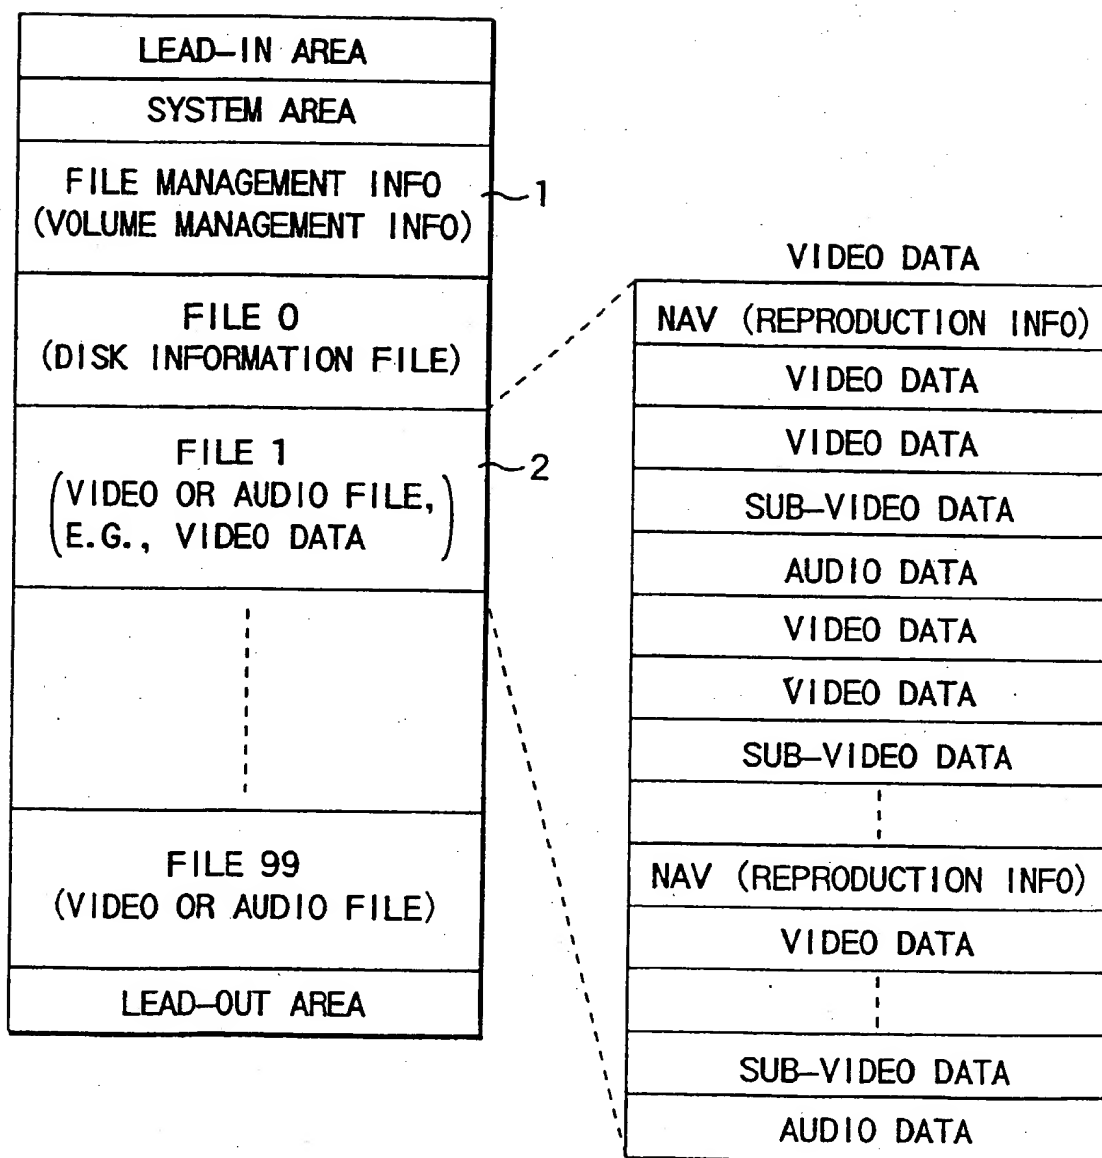 LEAD-IN AREA
SYSTEM AREA
FILE MANAGEMENT INFO
(VOLUME MANAGEMENT INFO)
1
FILE 0
(DISK INFORMATION FILE)
FILE 1
(VIDEO OR AUDIO FILE,
E.G., VIDEO DATA)
2
FILE 99
(VIDEO OR AUDIO FILE)
LEAD-OUT AREA
VIDEO DATA
NAV (REPRODUCTION INFO)
VIDEO DATA
VIDEO DATA
SUB-VIDEO DATA
AUDIO DATA
VIDEO DATA
VIDEO DATA
SUB-VIDEO DATA
NAV (REPRODUCTION INFO)
VIDEO DATA
SUB-VIDEO DATA
AUDIO DATA